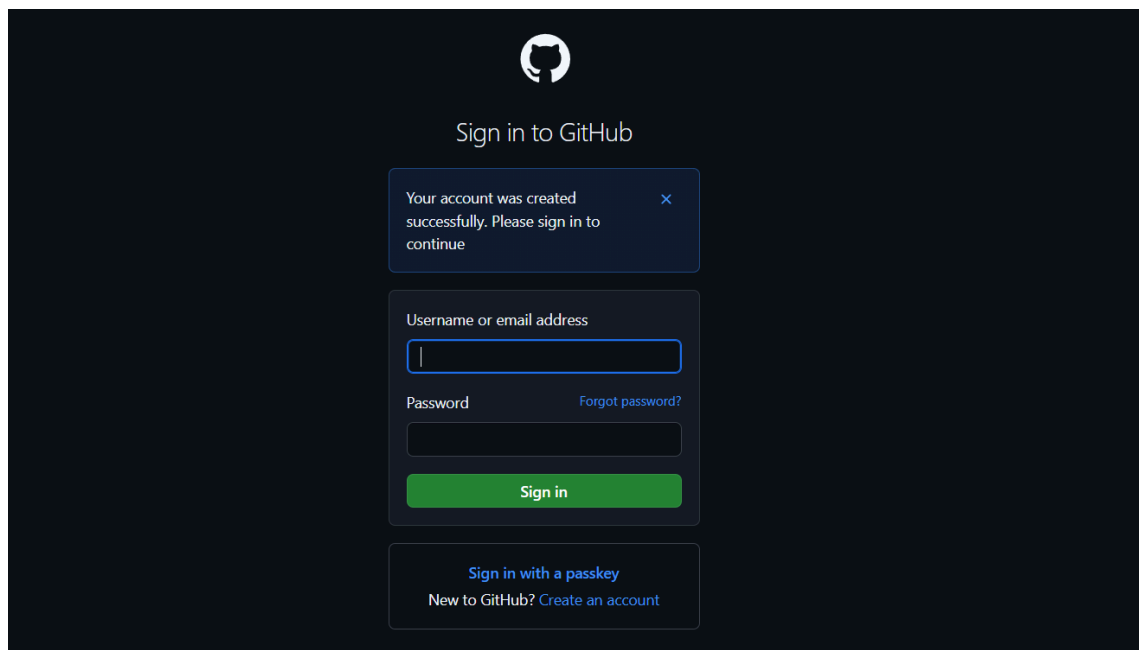 Sign in to GitHub
Your account was created
successfully. Please sign in to
continue
Username or email address
Password Forgot password?
Sign in
Sign in with a passkey
New to GitHub? Create an account